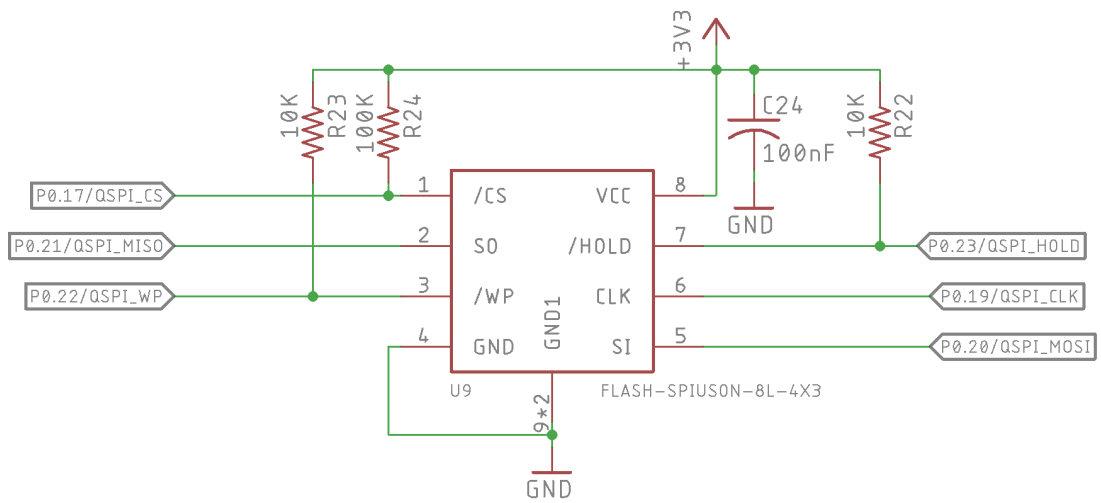 +3V3
10K
R23
100K
R24
C24
100nF
10K
R22
GND
P0.17/QSPI_CS
1
/CS
VCC
8
P0.21/QSPI_MISO
2
SO
/HOLD
7
P0.23/QSPI_HOLD
P0.22/QSPI_WP
3
/WP
CLK
6
P0.19/QSPI_CLK
4
GND
GND1
SI
5
P0.20/QSPI_MOSI
U9
FLASH-SPIUSON-8L-4X3
9*2
GND